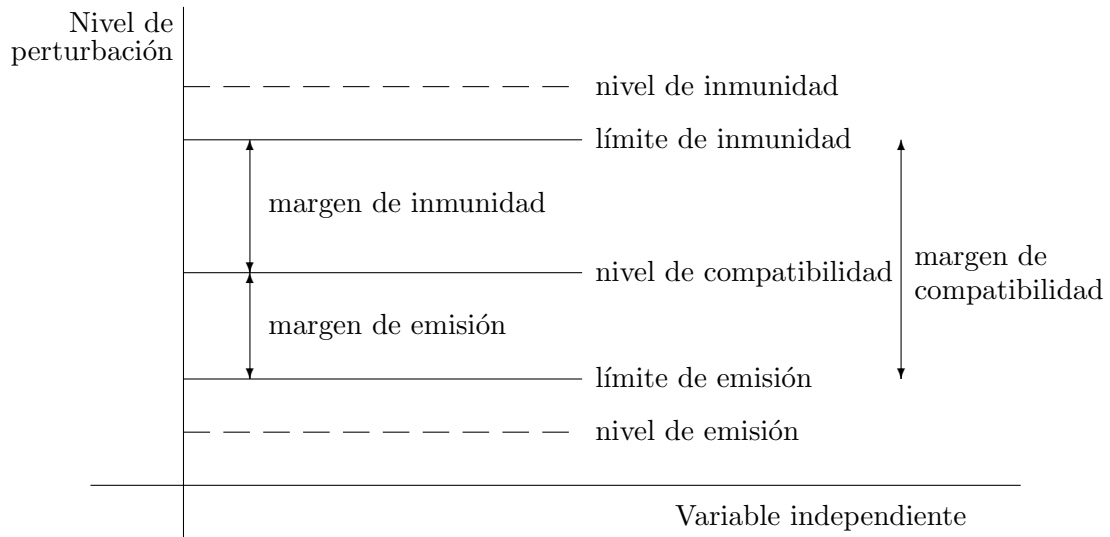 Nivel de
perturbación
nivel de inmunidad
límite de inmunidad
margen de inmunidad
nivel de compatibilidad
margen de
compatibilidad
margen de emisión
límite de emisión
nivel de emisión
Variable independiente